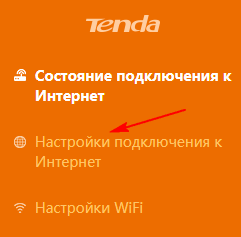 Tenda
Состояние подключения к
Интернет
Настройки подключения к
Интернет
Настройки WiFi